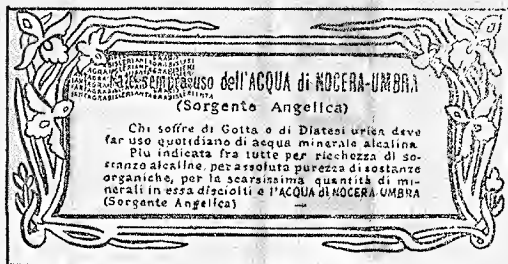 Fate sempre uso dell'ACQUA di NOCERA-UMBRA
(Sorgente Angelica)
Chi soffre di Gotta o di Diatesi urica deve
far uso quotidiano di acqua minerale alcalina
Più indicata fra tutte per ricchezza di so-
stanze alcaline, per assoluta purezza di sostanze
organiche, per la scarsissima quantità di mi-
nerali in essa disciolti e l'ACQUA di NOCERA-UMBRA
(Sorgente Angelica)